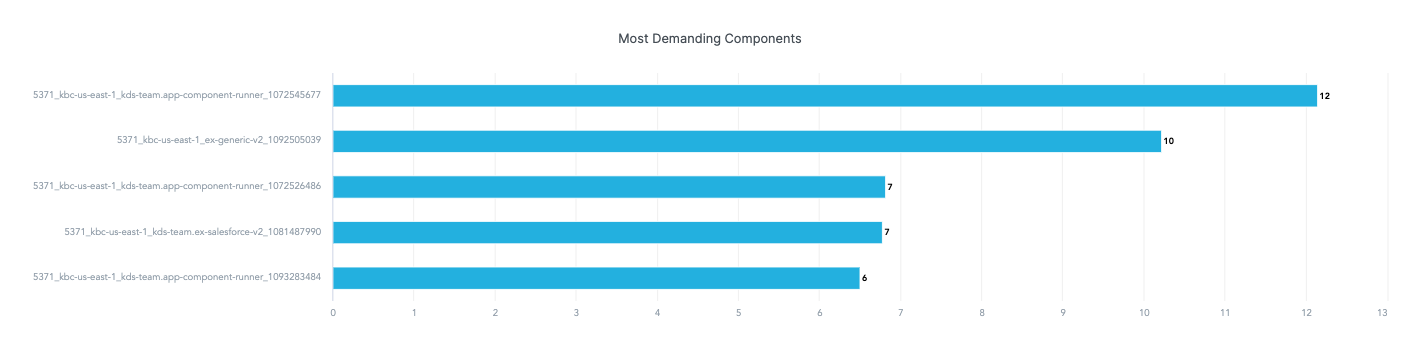 Most Demanding Components
5371_kbc-us-east-1_kds-team.app-component-runner_1072545677
12
5371_kbc-us-east-1_ex-generic-v2_1092505039
10
5371_kbc-us-east-1_kds-team.app-component-runner_1072526486
7
5371_kbc-us-east-1_kds-team.ex-salesforce-v2_1081487990
7
5371_kbc-us-east-1_kds-team.app-component-runner_1093283484
6
0 1 2 3 4 5 6 7 8 9 10 11 12 13